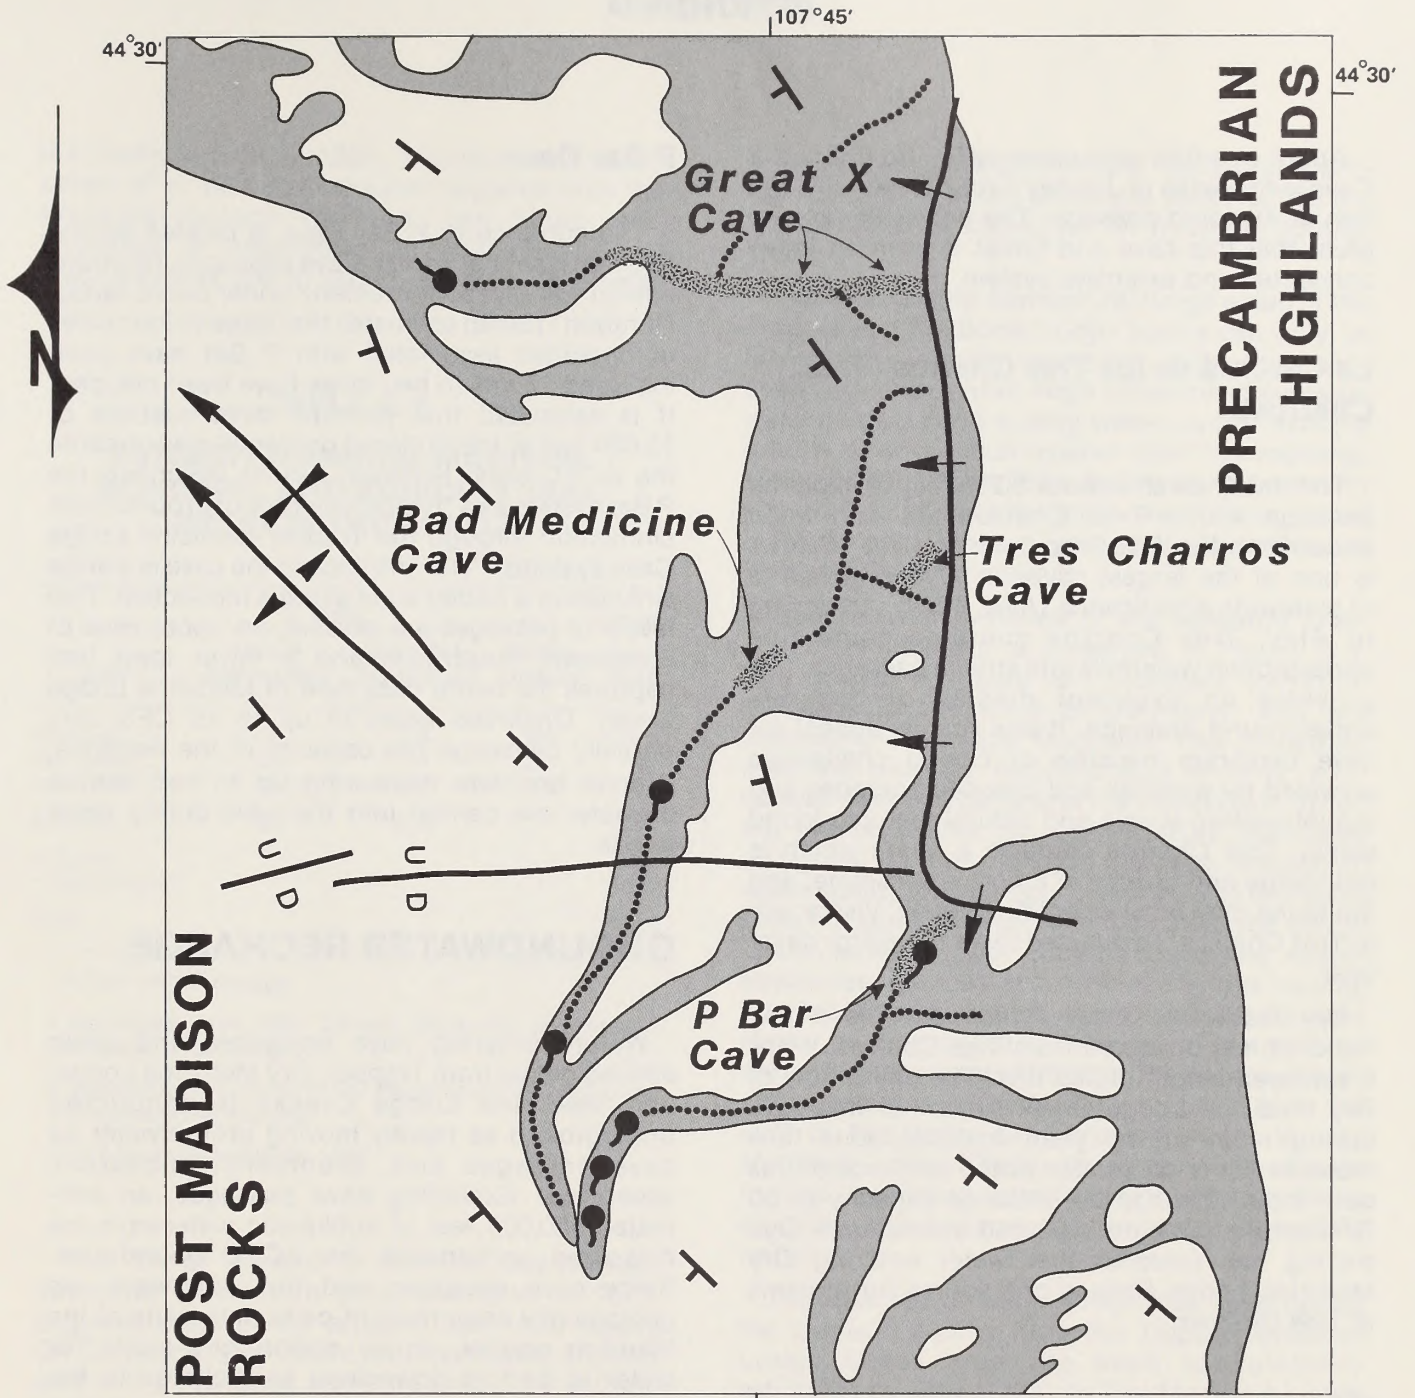 107°45'
44°30'
44°30'
PRECAMBRIAN
HIGHLANDS
Great X
Cave
N
Bad Medicine
Cave
Tres Charros
Cave
U
D
U
D
P Bar
Cave
POST MADISON
ROCKS